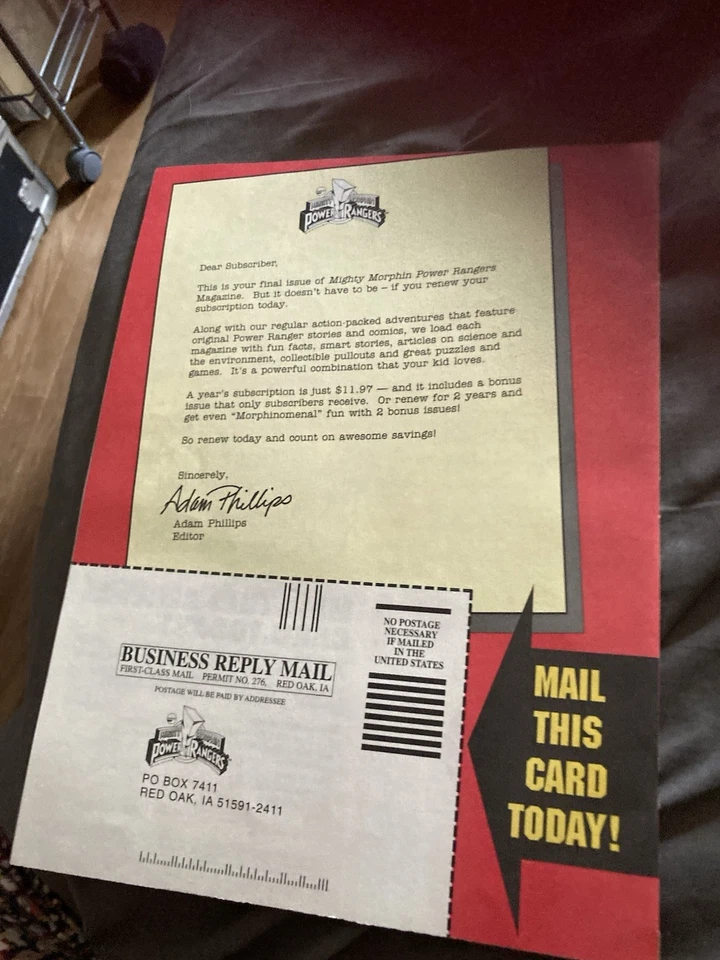 MIGHTY MORPHIN
POWER RANGERS
Dear Subscriber,
This is your final issue of Mighty Morphin Power Rangers
Magazine. But it doesn't have to be – if you renew your
subscription today.
Along with our regular action-packed adventures that feature
original Power Ranger stories and comics, we load each
magazine with fun facts, smart stories, articles on science and
the environment, collectible pullouts and great puzzles and
games. It's a powerful combination that your kid loves.
A year's subscription is just $11.97 — and it includes a bonus
issue that only subscribers receive. Or renew for 2 years and
get even "Morphinomenal" fun with 2 bonus issues!
So renew today and count on awesome savings!
Sincerely,
Adam Phillips
Adam Phillips
Editor
NO POSTAGE
NECESSARY
IF MAILED
IN THE
UNITED STATES
BUSINESS REPLY MAIL
FIRST-CLASS MAIL PERMIT NO. 276, RED OAK, IA
POSTAGE WILL BE PAID BY ADDRESSEE
MIGHTY MORPHIN
POWER RANGERS
PO BOX 7411
RED OAK, IA 51591-2411
MAIL
THIS
CARD
TODAY!